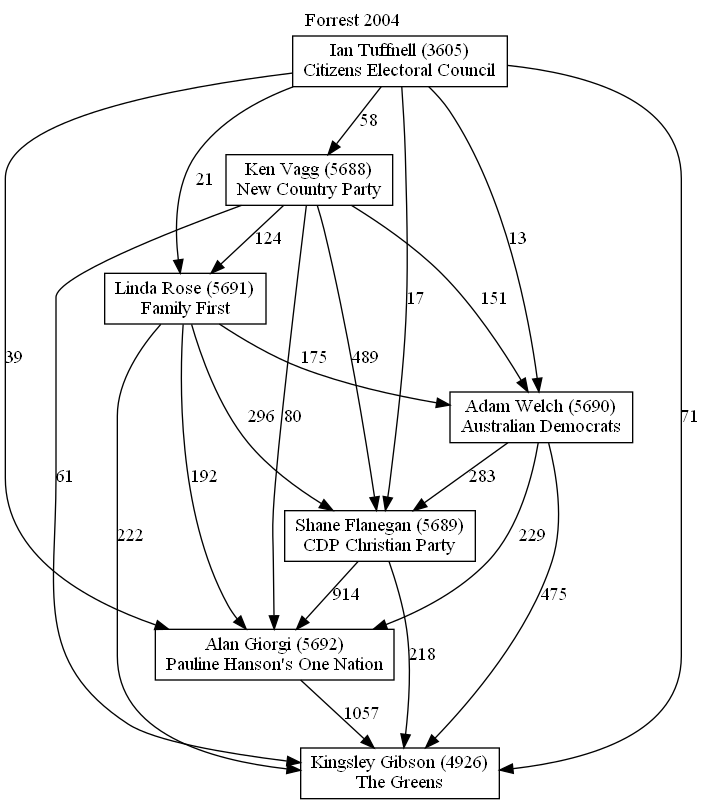 Forrest 2004
Ian Tuffnell (3605)
Citizens Electoral Council
58
Ken Vagg (5688)
New Country Party
21
13
124
Linda Rose (5691)
Family First
17
151
39
175
489
Adam Welch (5690)
Australian Democrats
71
296
80
61
192
283
Shane Flanegan (5689)
CDP Christian Party
222
229
914
475
Alan Giorgi (5692)
Pauline Hanson's One Nation
218
1057
Kingsley Gibson (4926)
The Greens